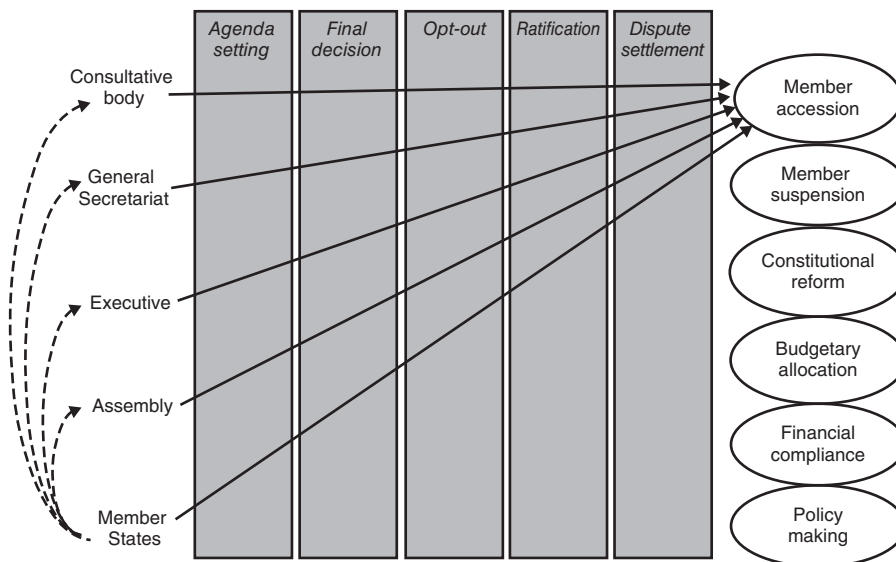 Agenda
setting
Final
decision
Opt-out
Ratification
Dispute
settlement
Consultative
body
General
Secretariat
Executive
Assembly
Member
States
Member
accession
Member
suspension
Constitutional
reform
Budgetary
allocation
Financial
compliance
Policy
making